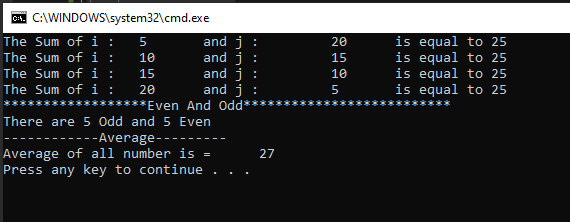 C:\WINDOWS\system32\cmd.exe
The Sum of i :   5       and j :         20      is equal to 25
The Sum of i :   10      and j :         15      is equal to 25
The Sum of i :   15      and j :         10      is equal to 25
The Sum of i :   20      and j :         5       is equal to 25
******************Even And Odd**************************
There are 5 Odd and 5 Even
------------Average---------
Average of all number is =      27
Press any key to continue . . .